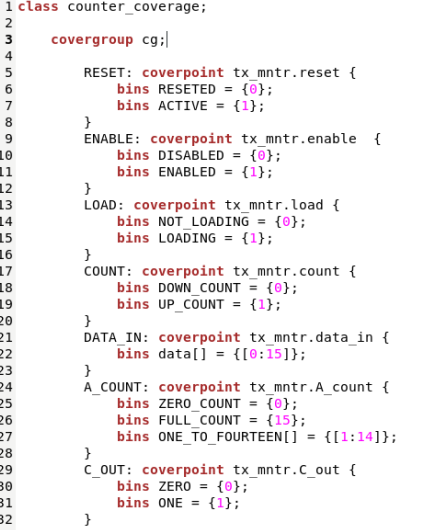 1 class counter_coverage;
2
3     covergroup cg;
4
5         RESET: coverpoint tx_mntr.reset {
6             bins RESETED = {0};
7             bins ACTIVE = {1};
8         }
9         ENABLE: coverpoint tx_mntr.enable  {
10             bins DISABLED = {0};
11             bins ENABLED = {1};
12         }
13         LOAD: coverpoint tx_mntr.load {
14             bins NOT_LOADING = {0};
15             bins LOADING = {1};
16         }
17         COUNT: coverpoint tx_mntr.count {
18             bins DOWN_COUNT = {0};
19             bins UP_COUNT = {1};
20         }
21         DATA_IN: coverpoint tx_mntr.data_in {
22             bins data[] = {[0:15]};
23         }
24         A_COUNT: coverpoint tx_mntr.A_count {
25             bins ZERO_COUNT = {0};
26             bins FULL_COUNT = {15};
27             bins ONE_TO_FOURTEEN[] = {[1:14]};
28         }
29         C_OUT: coverpoint tx_mntr.C_out {
30             bins ZERO = {0};
31             bins ONE = {1};
32         }